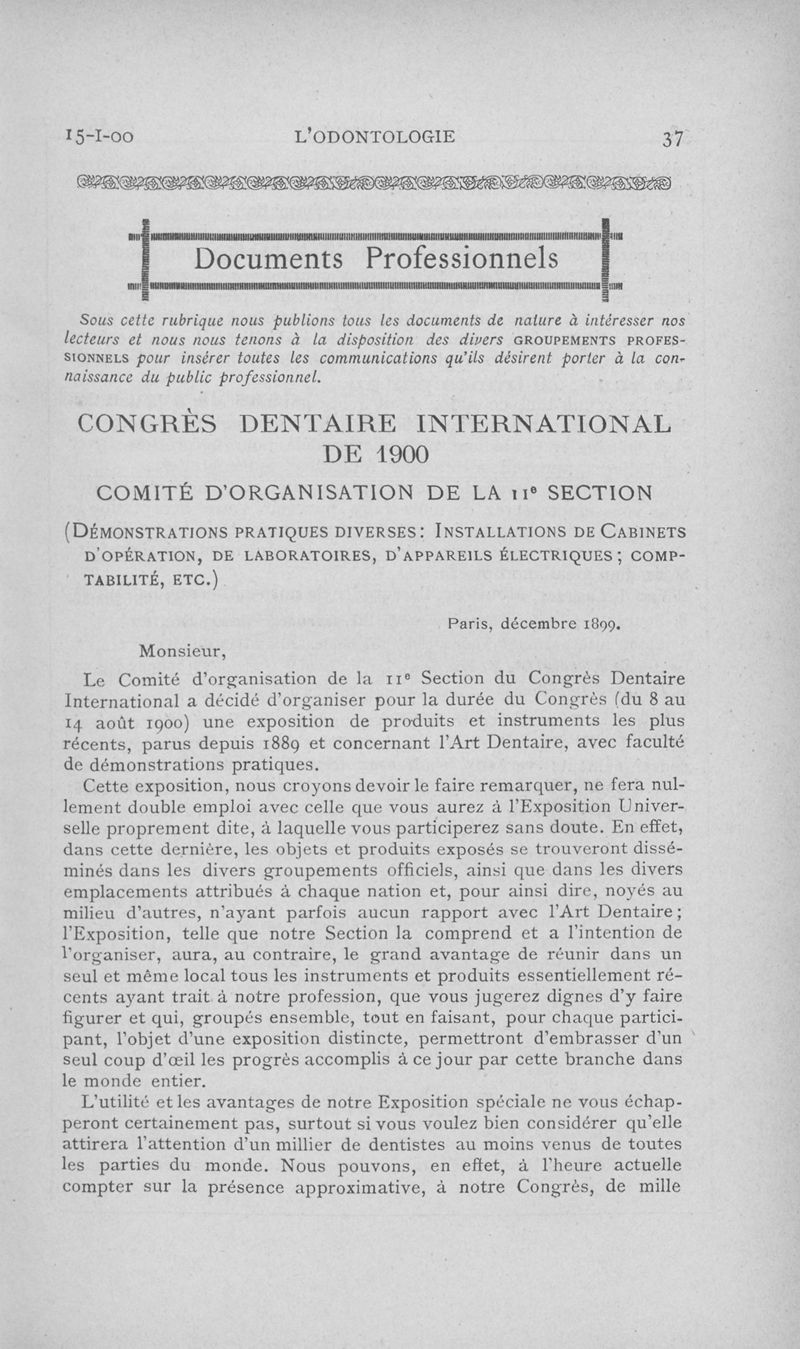 15-I-00 L'ODONTOLOGIE 37
Documents Professionnels
Sous cette rubrique nous publions tous les documents de nature à intéresser nos
lecteurs et nous nous tenons à la disposition des divers GROUPEMENTS PROFES-
SIONNELS pour insérer toutes les communications qu'ils désirent porter à la con-
naissance du public professionnel.
CONGRÈS DENTAIRE INTERNATIONAL
DE 1900
COMITÉ D'ORGANISATION DE LA 11e SECTION
(DÉMONSTRATIONS PRATIQUES DIVERSES: INSTALLATIONS DE CABINETS
D'OPÉRATION, DE LABORATOIRES, D'APPAREILS ÉLECTRIQUES; COMP-
TABILITÉ, ETC.)
Paris, décembre 1899.
Monsieur,
Le Comité d'organisation de la 11e Section du Congrès Dentaire
International a décidé d'organiser pour la durée du Congrès (du 8 au
14 août 1900) une exposition de produits et instruments les plus
récents, parus depuis 1889 et concernant l'Art Dentaire, avec faculté
de démonstrations pratiques.
Cette exposition, nous croyons devoir le faire remarquer, ne fera nul-
lement double emploi avec celle que vous aurez à l'Exposition Univer-
selle proprement dite, à laquelle vous participerez sans doute. En effet,
dans cette dernière, les objets et produits exposés se trouveront dissé-
minés dans les divers groupements officiels, ainsi que dans les divers
emplacements attribués à chaque nation et, pour ainsi dire, noyés au
milieu d'autres, n'ayant parfois aucun rapport avec l'Art Dentaire;
l'Exposition, telle que notre Section la comprend et a l'intention de
l'organiser, aura, au contraire, le grand avantage de réunir dans un
seul et même local tous les instruments et produits essentiellement ré-
cents ayant trait à notre profession, que vous jugerez dignes d'y faire
figurer et qui, groupés ensemble, tout en faisant, pour chaque partici-
pant, l'objet d'une exposition distincte, permettront d'embrasser d'un
seul coup d'œil les progrès accomplis à ce jour par cette branche dans
le monde entier.
L'utilité et les avantages de notre Exposition spéciale ne vous échap-
peront certainement pas, surtout si vous voulez bien considérer qu'elle
attirera l'attention d'un millier de dentistes au moins venus de toutes
les parties du monde. Nous pouvons, en effet, à l'heure actuelle
compter sur la présence approximative, à notre Congrès, de mille